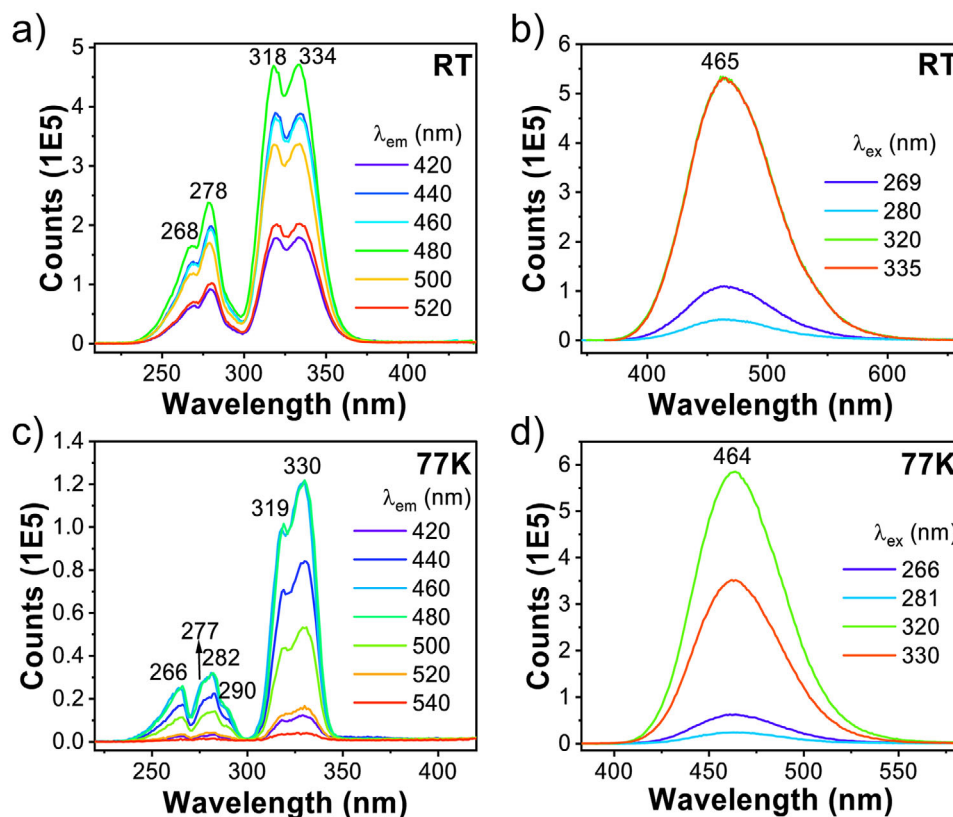 a)
RT
5
4
3
2
1
0
Counts (1E5)
318 334
278
268
λem (nm)
420
440
460
480
500
520
250 300 350 400
Wavelength (nm)
b)
RT
6
5
4
3
2
1
0
Counts (1E5)
465
λex (nm)
269
280
320
335
400 500 600
Wavelength (nm)
c)
77K
1.4
1.2
1.0
0.8
0.6
0.4
0.2
0.0
Counts (1E5)
330
319
277
266 282
290
λem (nm)
420
440
460
480
500
520
540
250 300 350 400
Wavelength (nm)
d)
77K
6
5
4
3
2
1
0
Counts (1E5)
464
λex (nm)
266
281
320
330
400 450 500 550
Wavelength (nm)